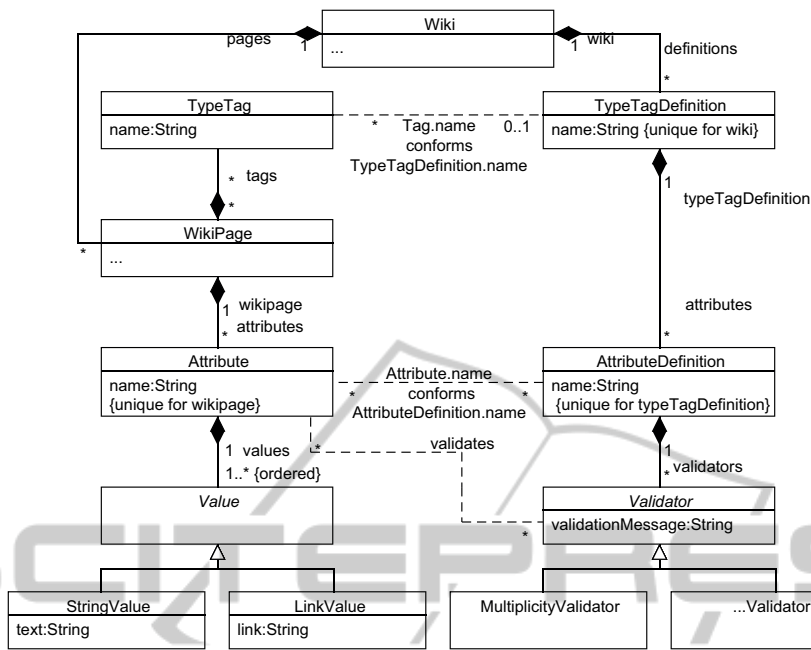 Wiki
...
pages
1
1
wiki
definitions
*
TypeTag
name:String
* Tag.name 0..1
conforms
TypeTagDefinition.name
TypeTagDefinition
name:String {unique for wiki}
* tags
*
1
typeTagDefinition
WikiPage
...
*
1 wikipage
* attributes
attributes
*
Attribute
name:String
{unique for wikipage}
Attribute.name
* conforms *
AttributeDefinition.name
AttributeDefinition
name:String
{unique for typeTagDefinition}
1 values
1..* {ordered}
* validates
*
1
validators
*
Value
Validator
validationMessage:String
SCITEPRESS
StringValue
text:String
LinkValue
link:String
MultiplicityValidator
...Validator